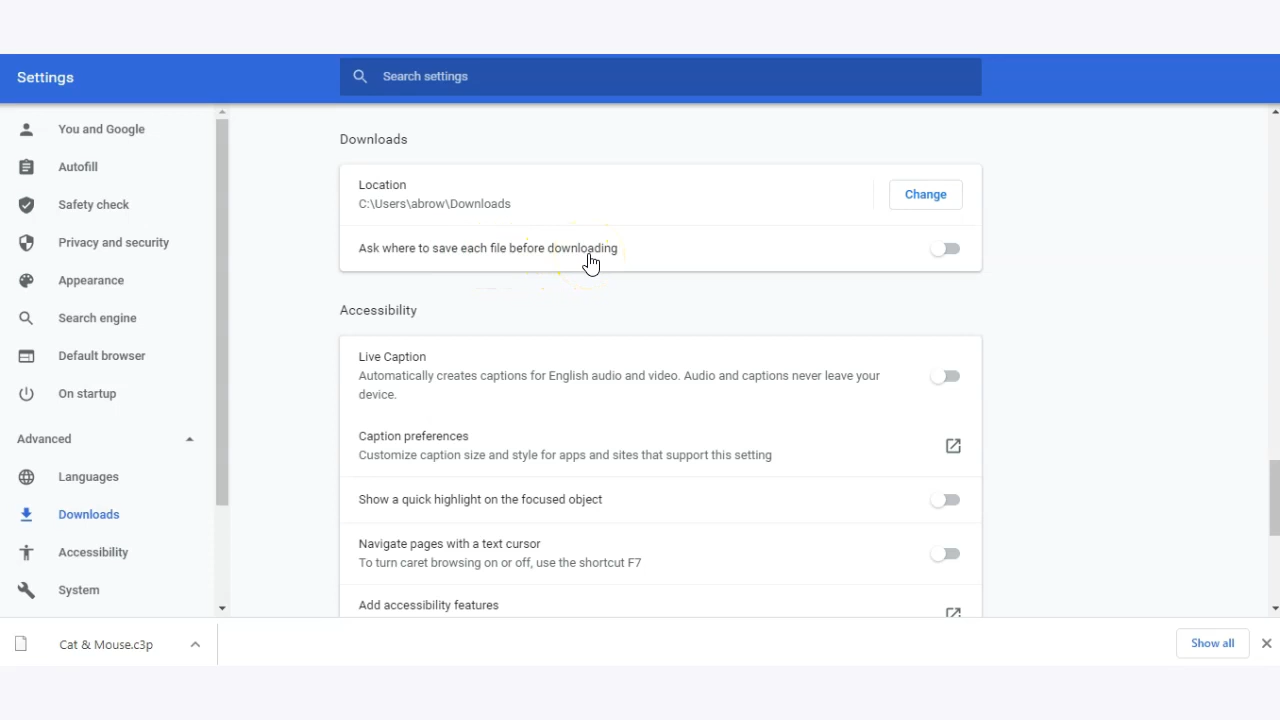 Settings
Search settings
You and Google
Autofill
Safety check
Privacy and security
Appearance
Search engine
Default browser
On startup
Advanced
Languages
Downloads
Accessibility
System
Downloads
Location
C:\Users\abrow\Downloads
Change
Ask where to save each file before downloading
Accessibility
Live Caption
Automatically creates captions for English audio and video. Audio and captions never leave your
device.
Caption preferences
Customize caption size and style for apps and sites that support this setting
Show a quick highlight on the focused object
Navigate pages with a text cursor
To turn caret browsing on or off, use the shortcut F7
Add accessibility features
Cat & Mouse.c3p
Show all